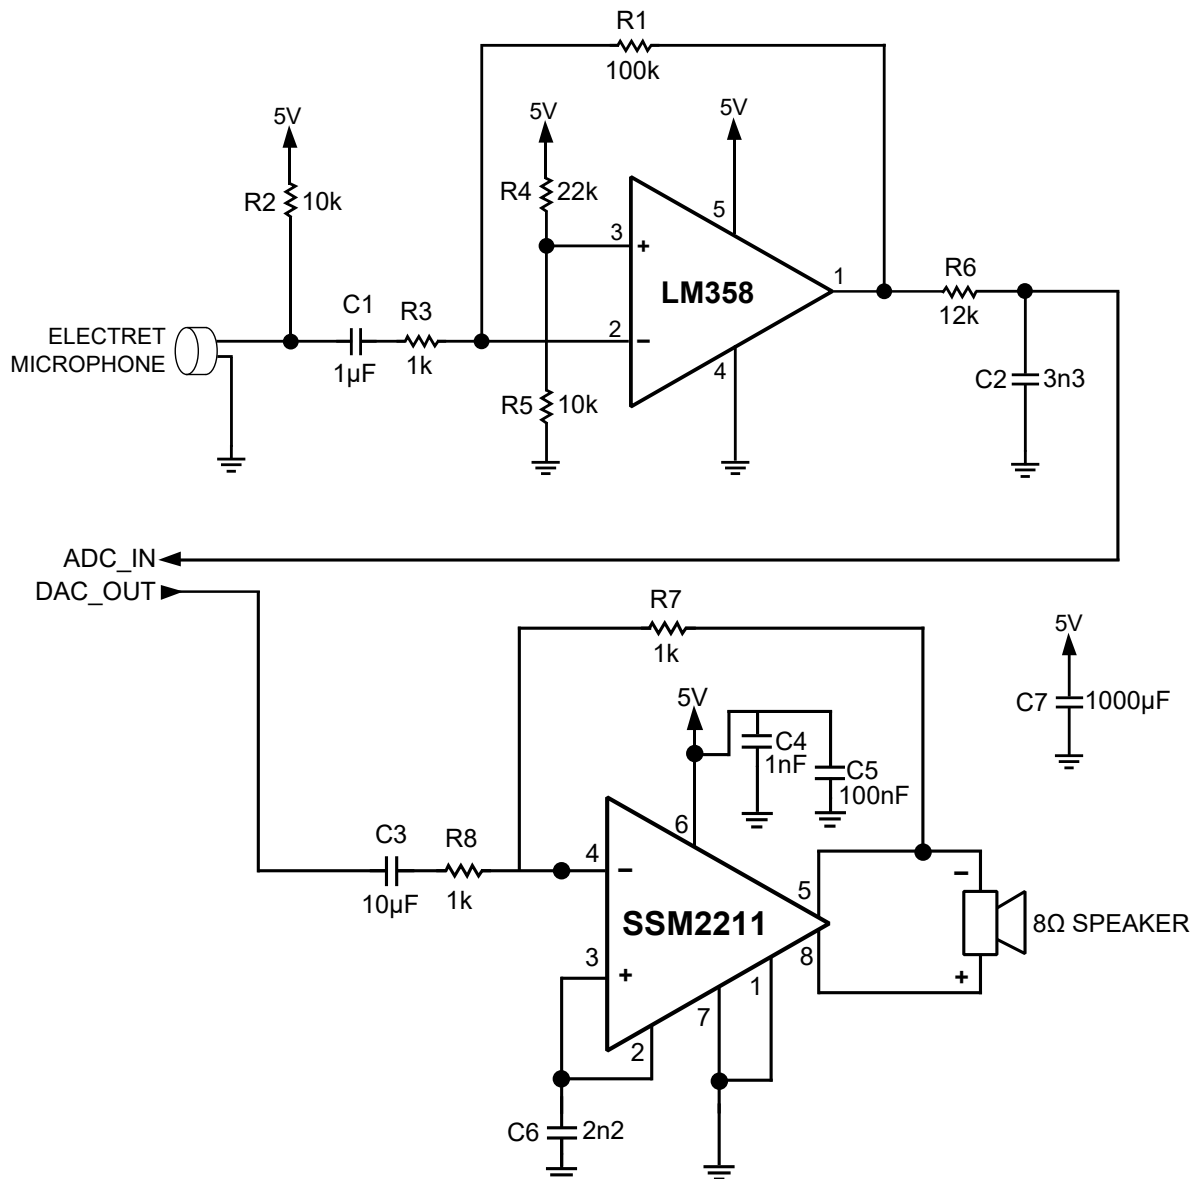 R1
100k
5V
R2
10k
5V
R4
22k
5V
5
3
+
LM358
1
R6
12k
C1
1µF
R3
1k
2
−
4
ELECTRET
MICROPHONE
R5
10k
C2
3n3
ADC_IN
DAC_OUT
R7
1k
5V
C7
1000µF
5V
C4
1nF
C5
100nF
6
C3
10µF
R8
1k
4
−
SSM2211
5
8
−
+
8Ω SPEAKER
3
+
1
7
2
C6
2n2